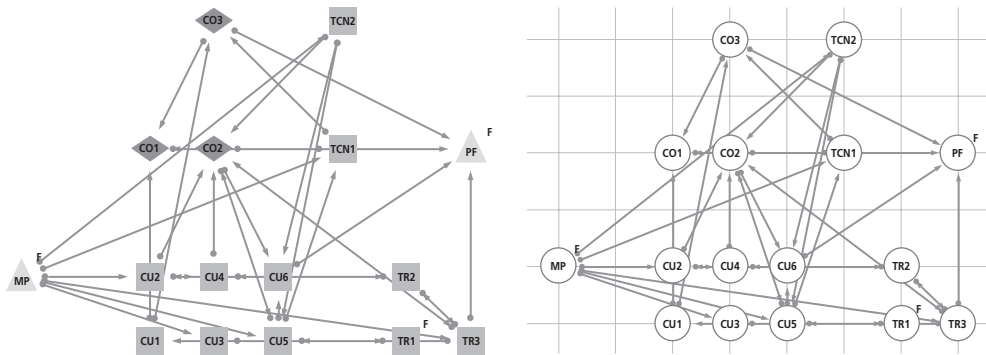 CO3 TCN2
CO1 CO2 TCN1 F
PF
F
MP CU2 CU4 CU6 TR2
F
CU1 CU3 CU5 TR1 TR3
CO3 TCN2
F
CO1 CO2 TCN1 PF
F
MP CU2 CU4 CU6 TR2
F
CU1 CU3 CU5 TR1 TR3